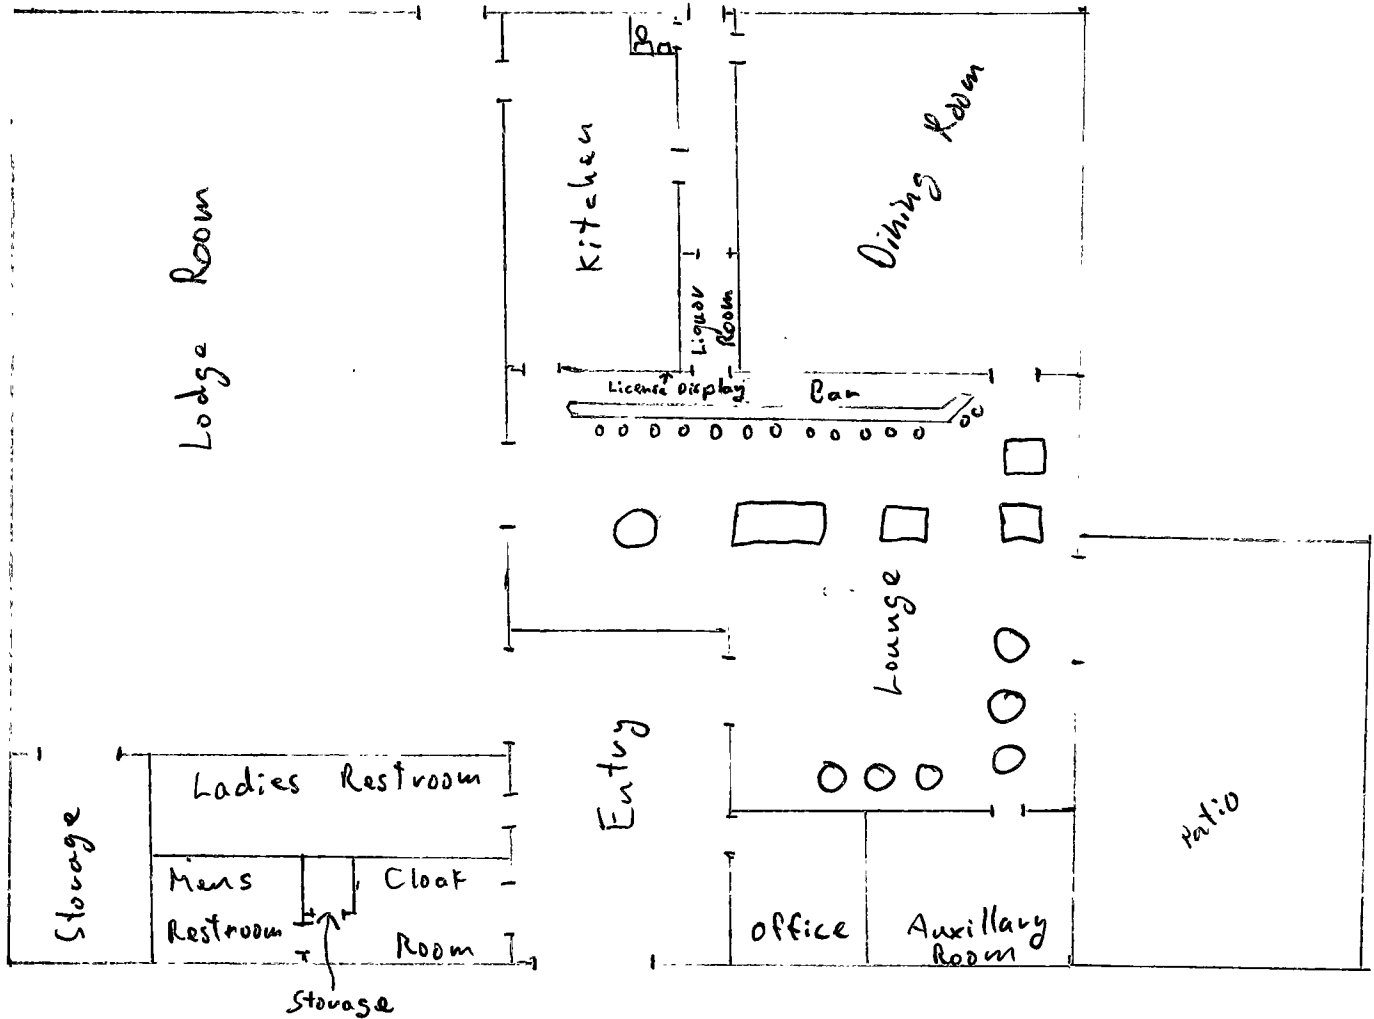 Lodge Room
Kitchen
Dining Room
Liquor
Room
License Display
Bar
Lounge
Entry
Ladies Restroom
Storage
Mens
Restroom
Cloak
Room
Storage
Office
Auxillary
Room
Patio